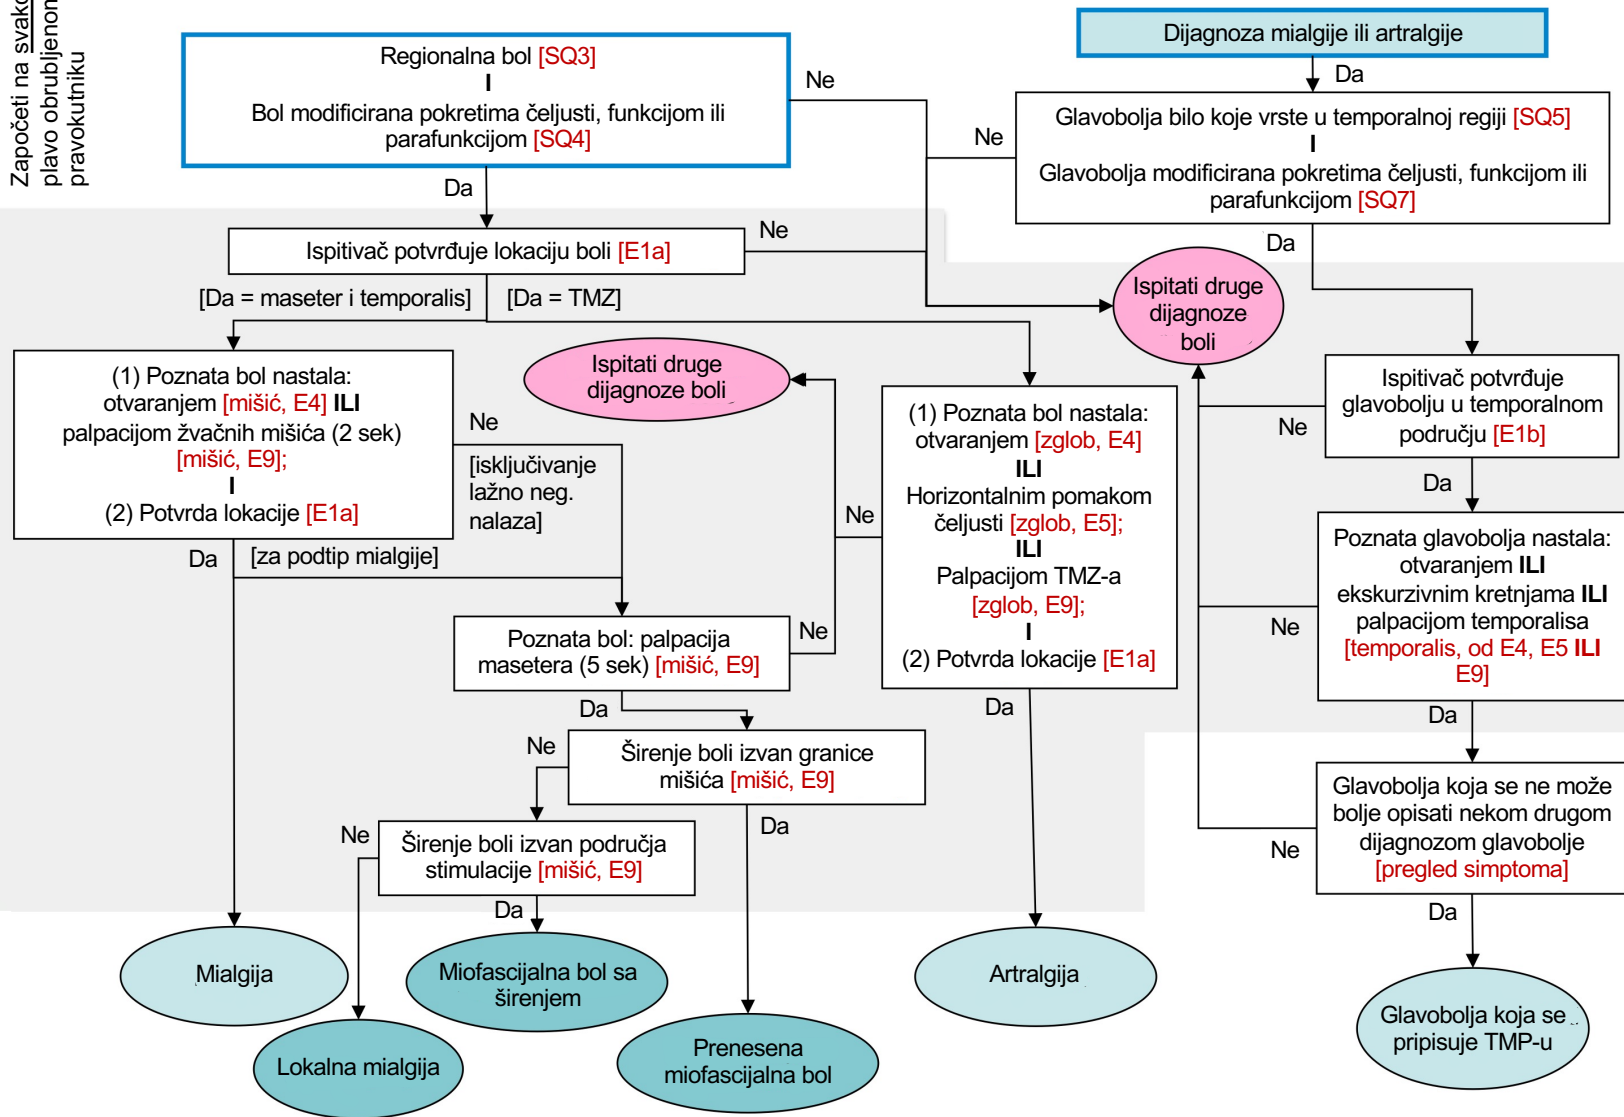 Započeti na svako
plavo obrubljenom
pravokutniku
Regionalna bol [SQ3]
I
Bol modificirana pokretima čeljusti, funkcijom ili
parafunkcijom [SQ4]
Ne
Da
Dijagnoza mialgije ili artralgije
Da
Glavobolja bilo koje vrste u temporalnoj regiji [SQ5]
I
Glavobolja modificirana pokretima čeljusti, funkcijom ili
parafunkcijom [SQ7]
Ne
Da
Ispitivač potvrđuje lokaciju boli [E1a]
Ne
[Da = maseter i temporalis]
[Da = TMZ]
Ispitati druge
dijagnoze
boli
Ispitati druge
dijagnoze boli
(1) Poznata bol nastala:
otvaranjem [mišić, E4] ILI
palpacijom žvačnih mišića (2 sek)
[mišić, E9];
I
(2) Potvrda lokacije [E1a]
Ne
[isključivanje
lažno neg.
nalaza]
Da
[za podtip mialgije]
(1) Poznata bol nastala:
otvaranjem [zglob, E4]
ILI
Horizontalnim pomakom
čeljusti [zglob, E5];
ILI
Palpacijom TMZ-a
[zglob, E9];
I
(2) Potvrda lokacije [E1a]
Ne
Da
Ispitivač potvrđuje
glavobolju u temporalnom
području [E1b]
Ne
Da
Poznata glavobolja nastala:
otvaranjem ILI
ekskurzivnim kretnjama ILI
palpacijom temporalisa
[temporalis, od E4, E5 ILI
E9]
Ne
Da
Poznata bol: palpacija
masetera (5 sek) [mišić, E9]
Ne
Da
Širenje boli izvan granice
mišića [mišić, E9]
Ne
Da
Širenje boli izvan područja
stimulacije [mišić, E9]
Ne
Da
Glavobolja koja se ne može
bolje opisati nekom drugom
dijagnozom glavobolje
[pregled simptoma]
Ne
Da
Mialgija
Miofascijalna bol sa
širenjem
Artralgija
Lokalna mialgija
Prenesena
miofascijalna bol
Glavobolja koja se
pripisuje TMP-u